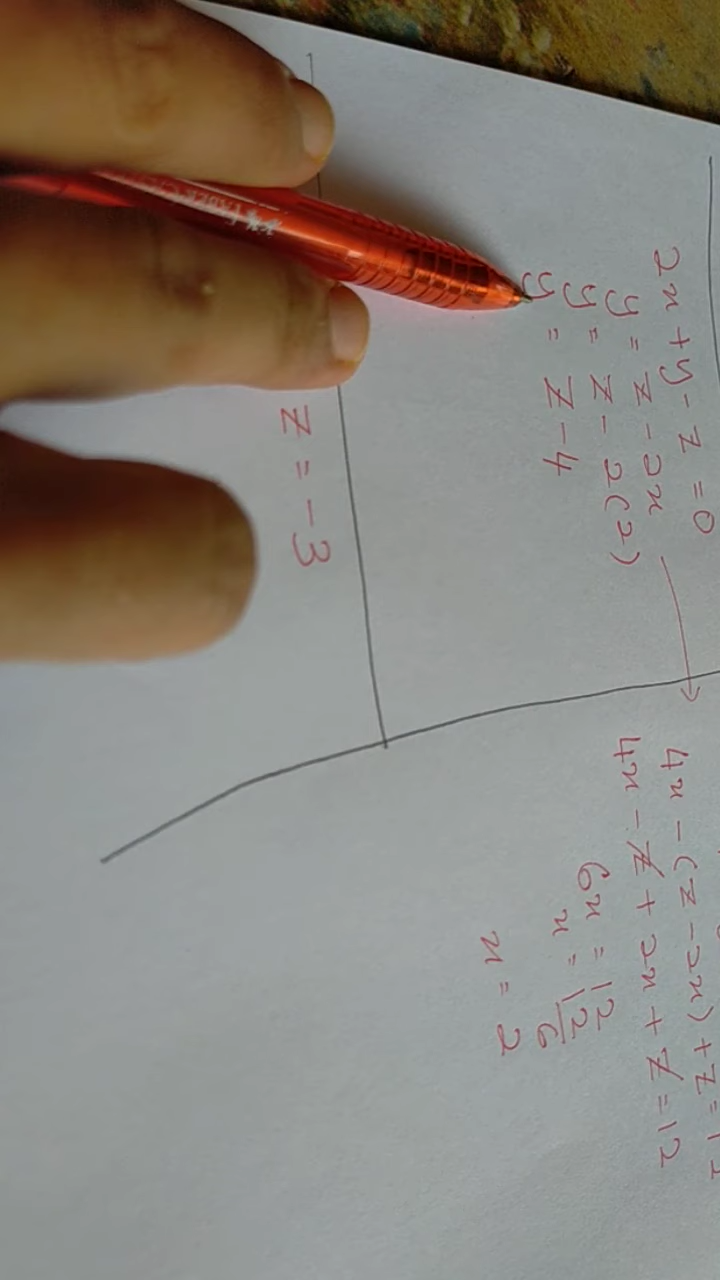 2x + y - z = 0
y = z - 2x
y = z - 2(2)
y = z - 4
z = -3
4x - (z - 2x) + z = 12
4x - z + 2x + z = 12
6x = 12
x = 12/6
x = 2